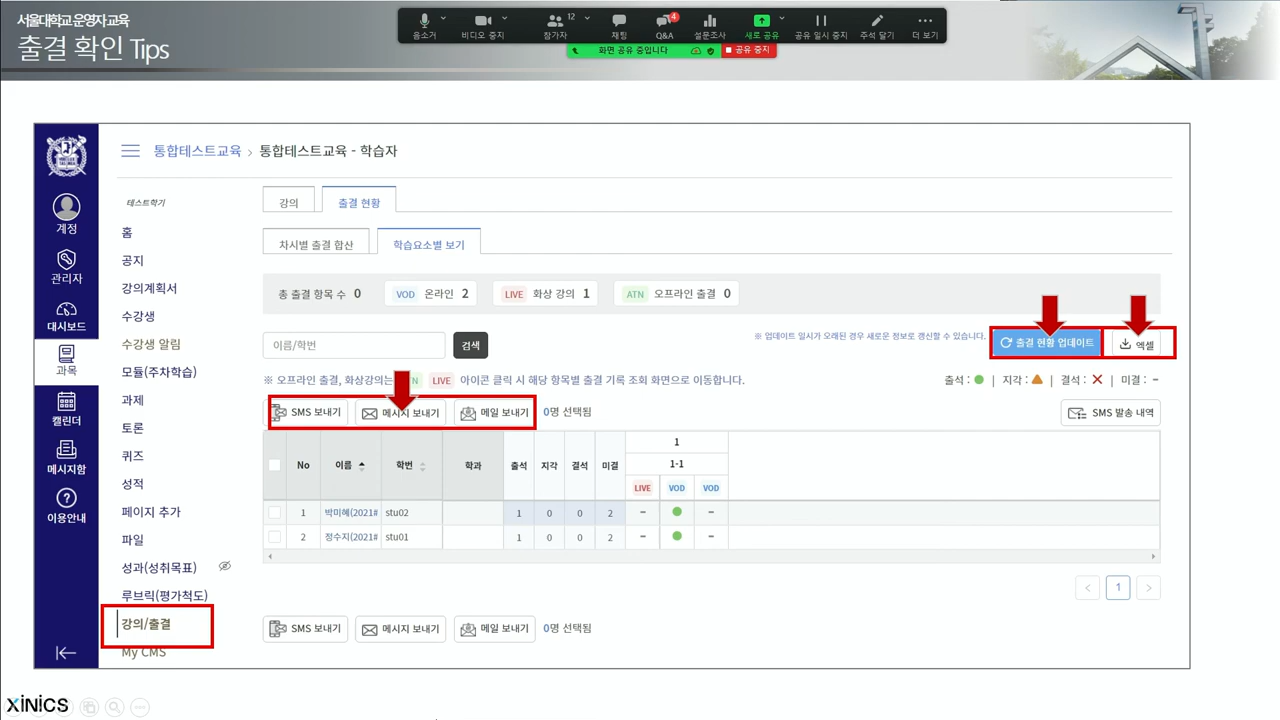 서울대학교 운영자 교육
출결 확인 Tips
음소거
비디오 중지
12
참가자
채팅
4
Q&A
설문조사
새로 공유
공유 일시 중지
주석 달기
더 보기
화면 공유 중입니다
공유 중지
통합테스트교육 > 통합테스트교육 - 학습자
계정
관리자
대시보드
과목
캘린더
메시지함
이용안내
테스트학기
홈
공지
강의계획서
수강생
수강생 알림
모듈(주차학습)
과제
토론
퀴즈
성적
페이지 추가
파일
성과(성취목표)
루브릭(평가척도)
강의/출결
My CMS
강의 출결 현황
차시별 출결 합산 학습요소별 보기
총 출결 항목 수 0 VOD 온라인 2 LIVE 화상 강의 1 ATN 오프라인 출결 0
이름/학번 검색
※ 업데이트 일시가 오래된 경우 새로운 정보로 갱신할 수 있습니다.
출결 현황 업데이트 엑셀
※ 오프라인 출결, 화상강의는 LIVE 아이콘 클릭 시 해당 항목별 출결 기록 조회 화면으로 이동합니다.
출석 : | 지각 : | 결석 : | 미결 : −
SMS 보내기 메시지 보내기 메일 보내기 0명 선택됨 SMS 발송 내역
No 이름 학번 학과 출석 지각 결석 미결 1
1-1
LIVE VOD VOD
1 박미혜(2021# stu02 1 0 0 2 − −
2 정수지(2021# stu01 1 0 0 2 − −
< 1 >
SMS 보내기 메시지 보내기 메일 보내기 0명 선택됨
XINICS